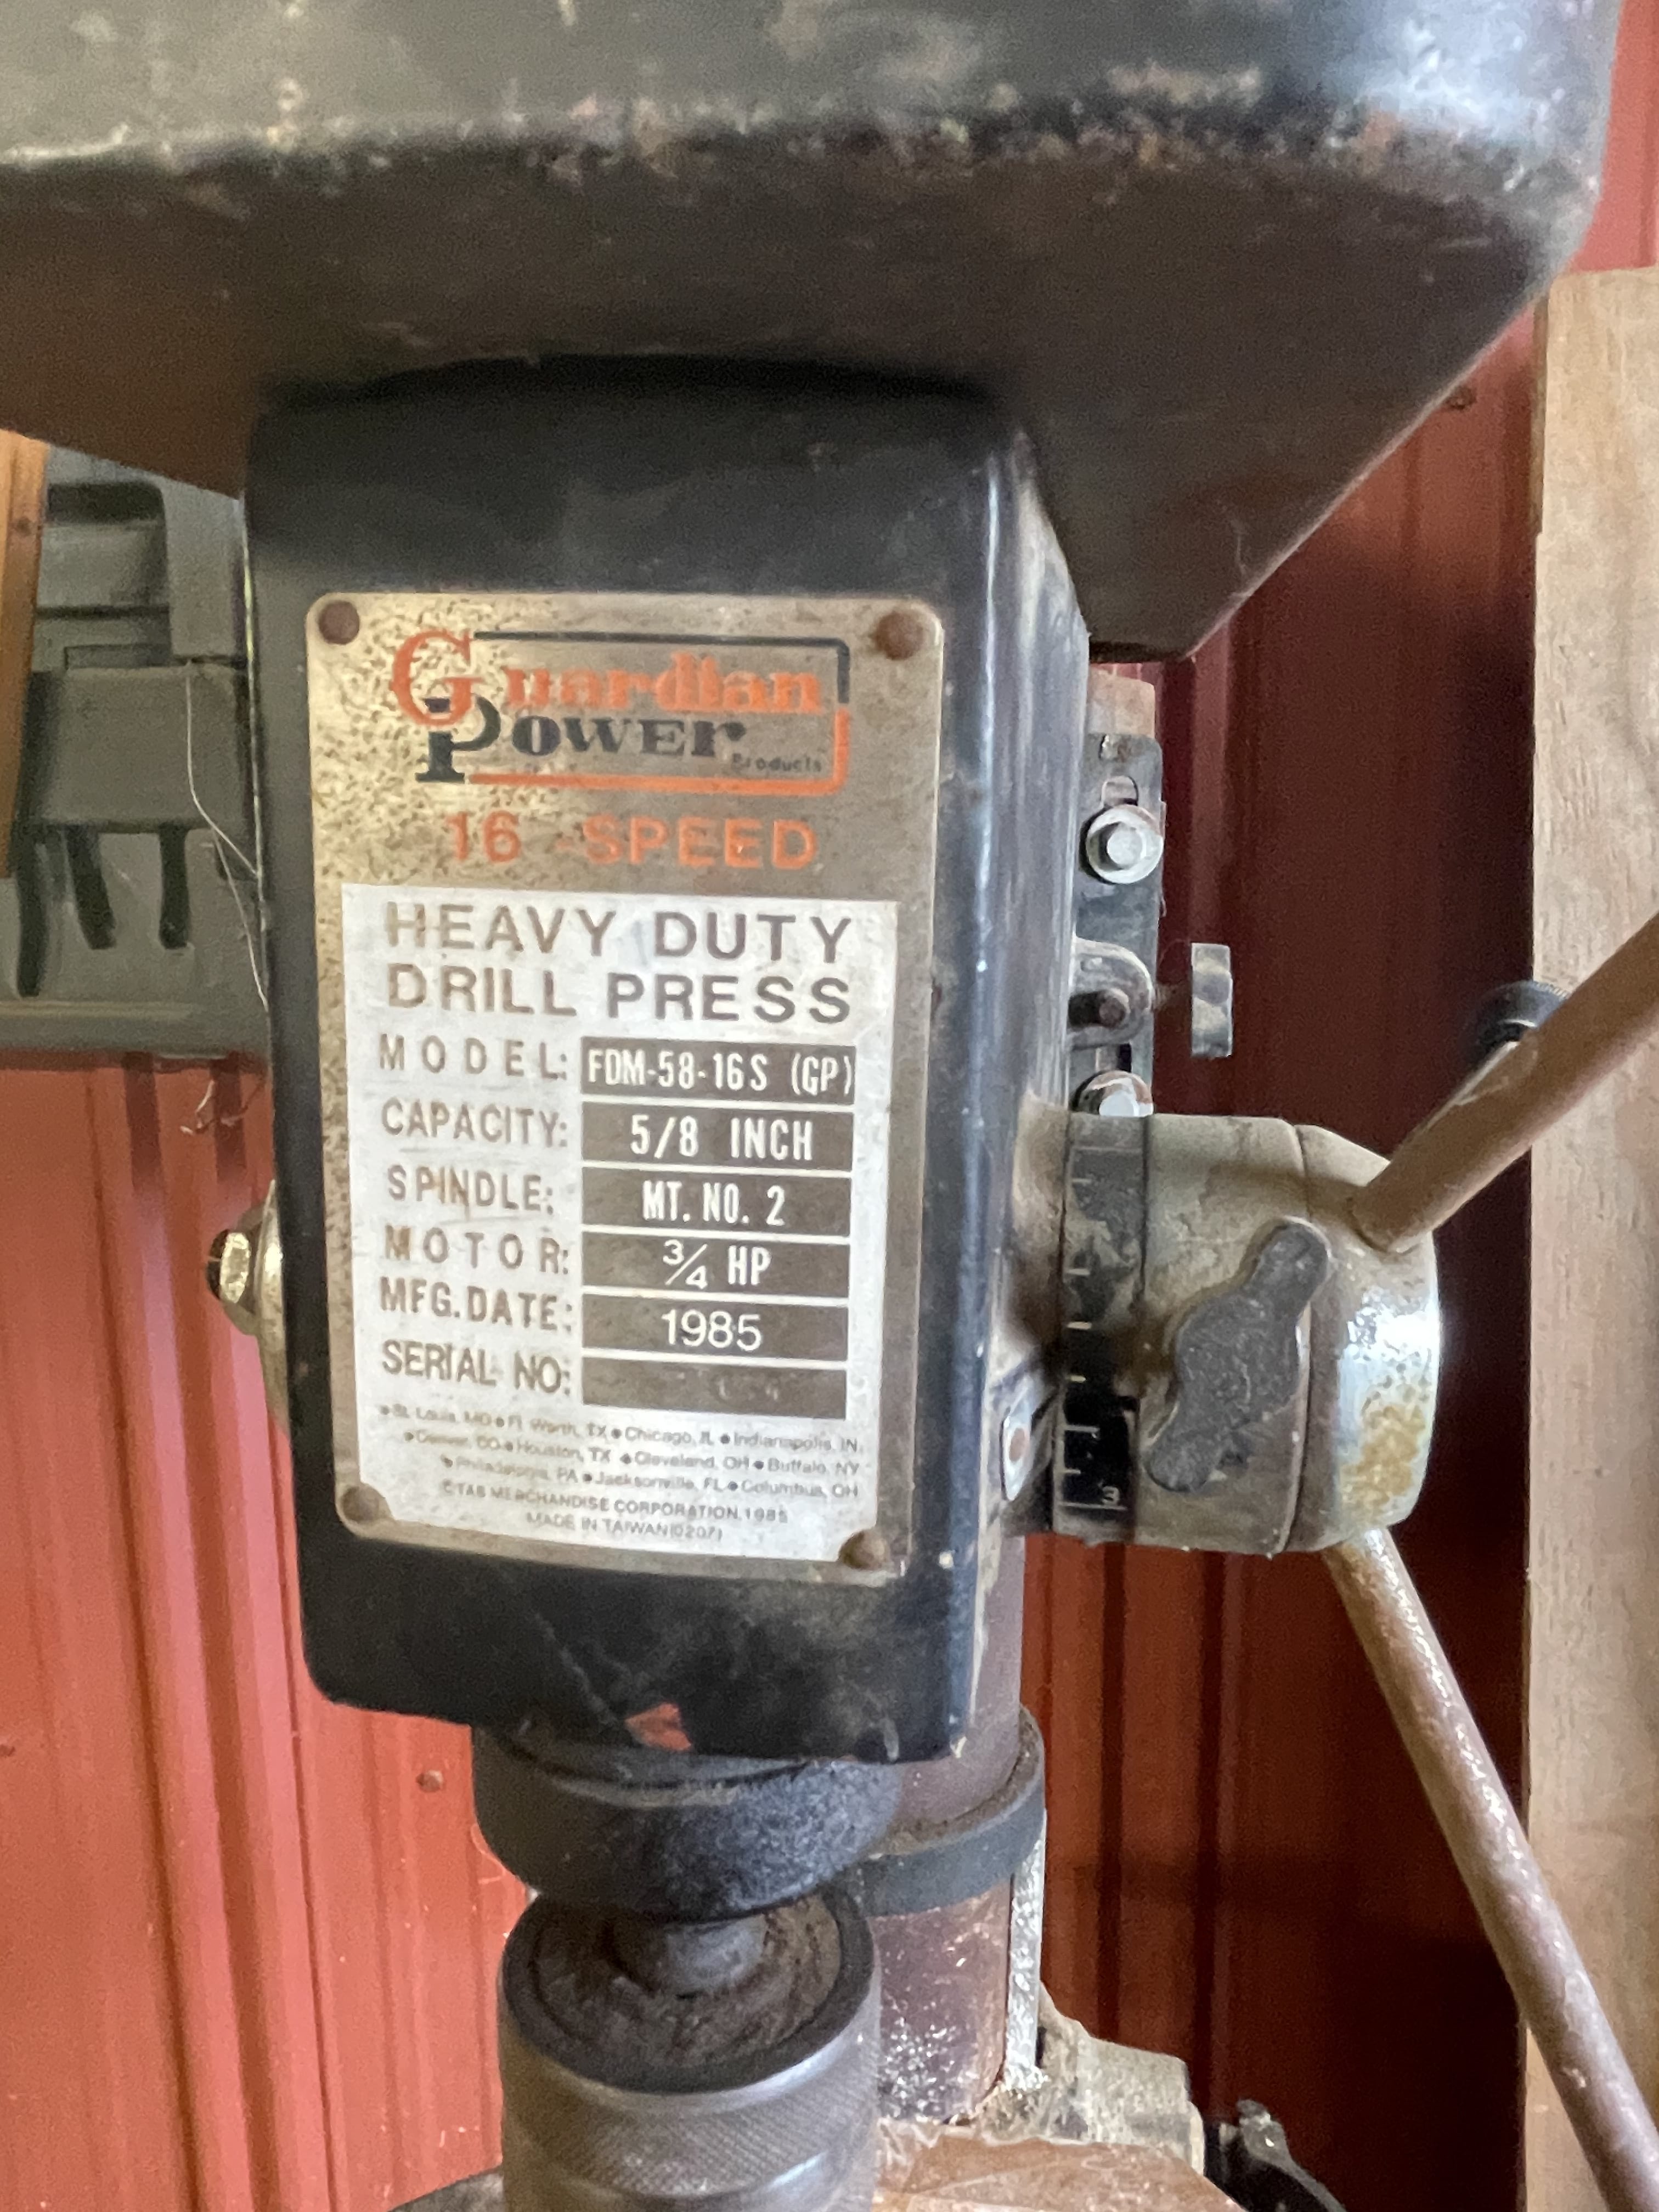 Guardian
Power
Products
16-SPEED
HEAVY DUTY
DRILL PRESS
MODEL: FDM-58-16S (GP)
CAPACITY: 5/8 INCH
SPINDLE: MT. NO. 2
MOTOR: 3/4 HP
MFG. DATE: 1985
SERIAL NO:
●St. Louis, MO●Ft Worth, TX●Chicago, IL●Indianapolis, IN
●Denver, CO●Houston, TX ●Cleveland, OH●Buffalo, NY
●Philadelphia, PA●Jacksonville, FL●Columbus, OH
MERCHANDISE CORPORATION 1985
MADE IN TAIWAN(0207)
3